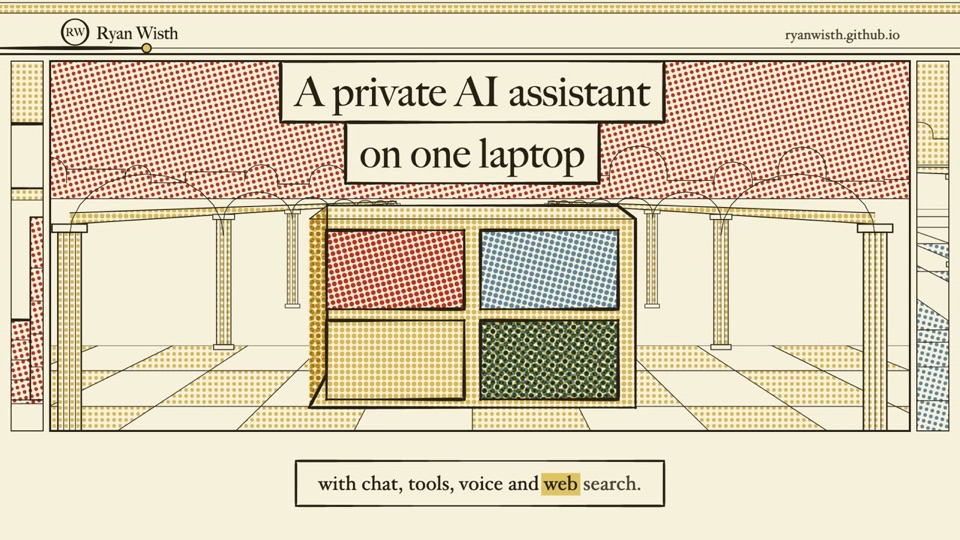 RW Ryan Wisth
ryanwisth.github.io
A private AI assistant
on one laptop
with chat, tools, voice and web search.